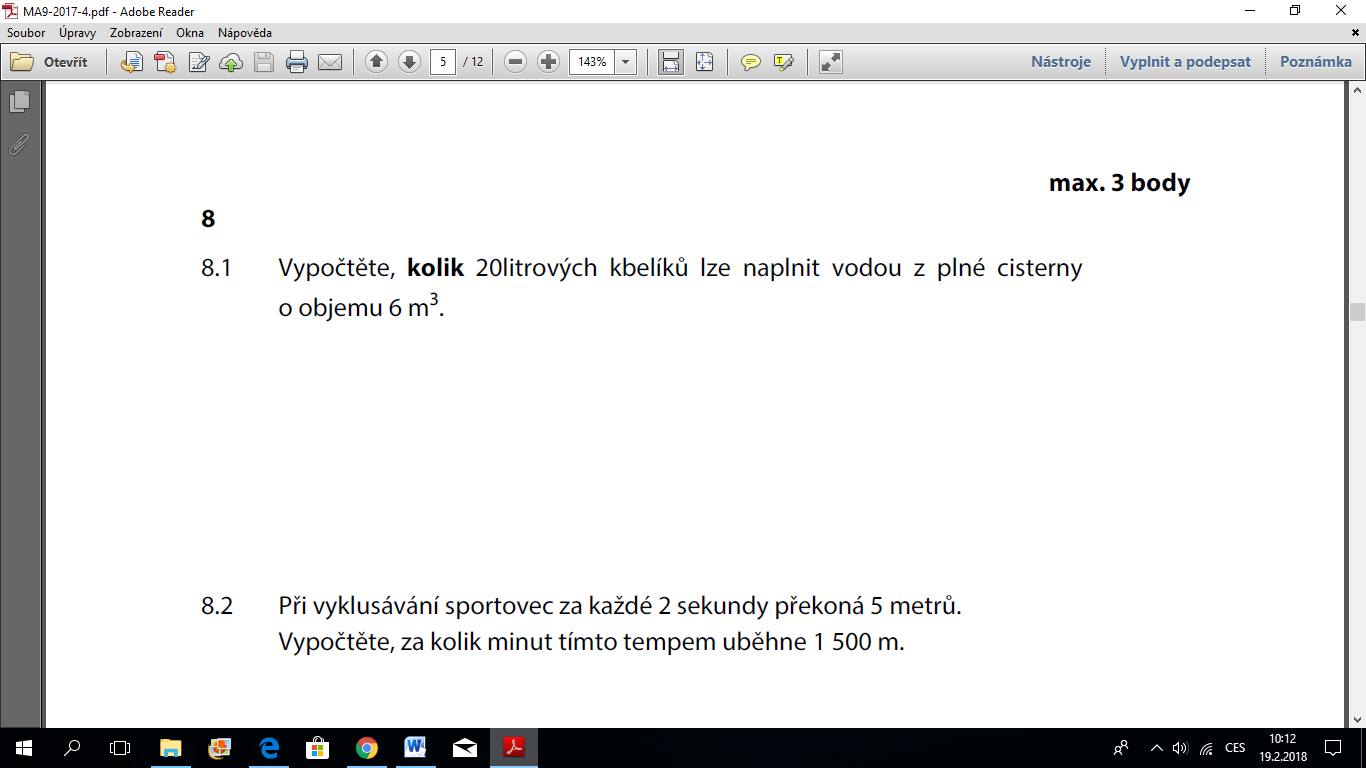 MA9-2017-4.pdf - Adobe Reader
Soubor Úpravy Zobrazení Okna Nápověda
Otevřít 5 / 12 143% Nástroje Vyplnit a podepsat Poznámka
max. 3 body
8
8.1 Vypočtěte, kolik 20litrových kbelíků lze naplnit vodou z plné cisterny
o objemu 6 m³.
8.2 Při vyklusávání sportovec za každé 2 sekundy překoná 5 metrů.
Vypočtěte, za kolik minut tímto tempem uběhne 1 500 m.
CES
10:12
19.2.2018